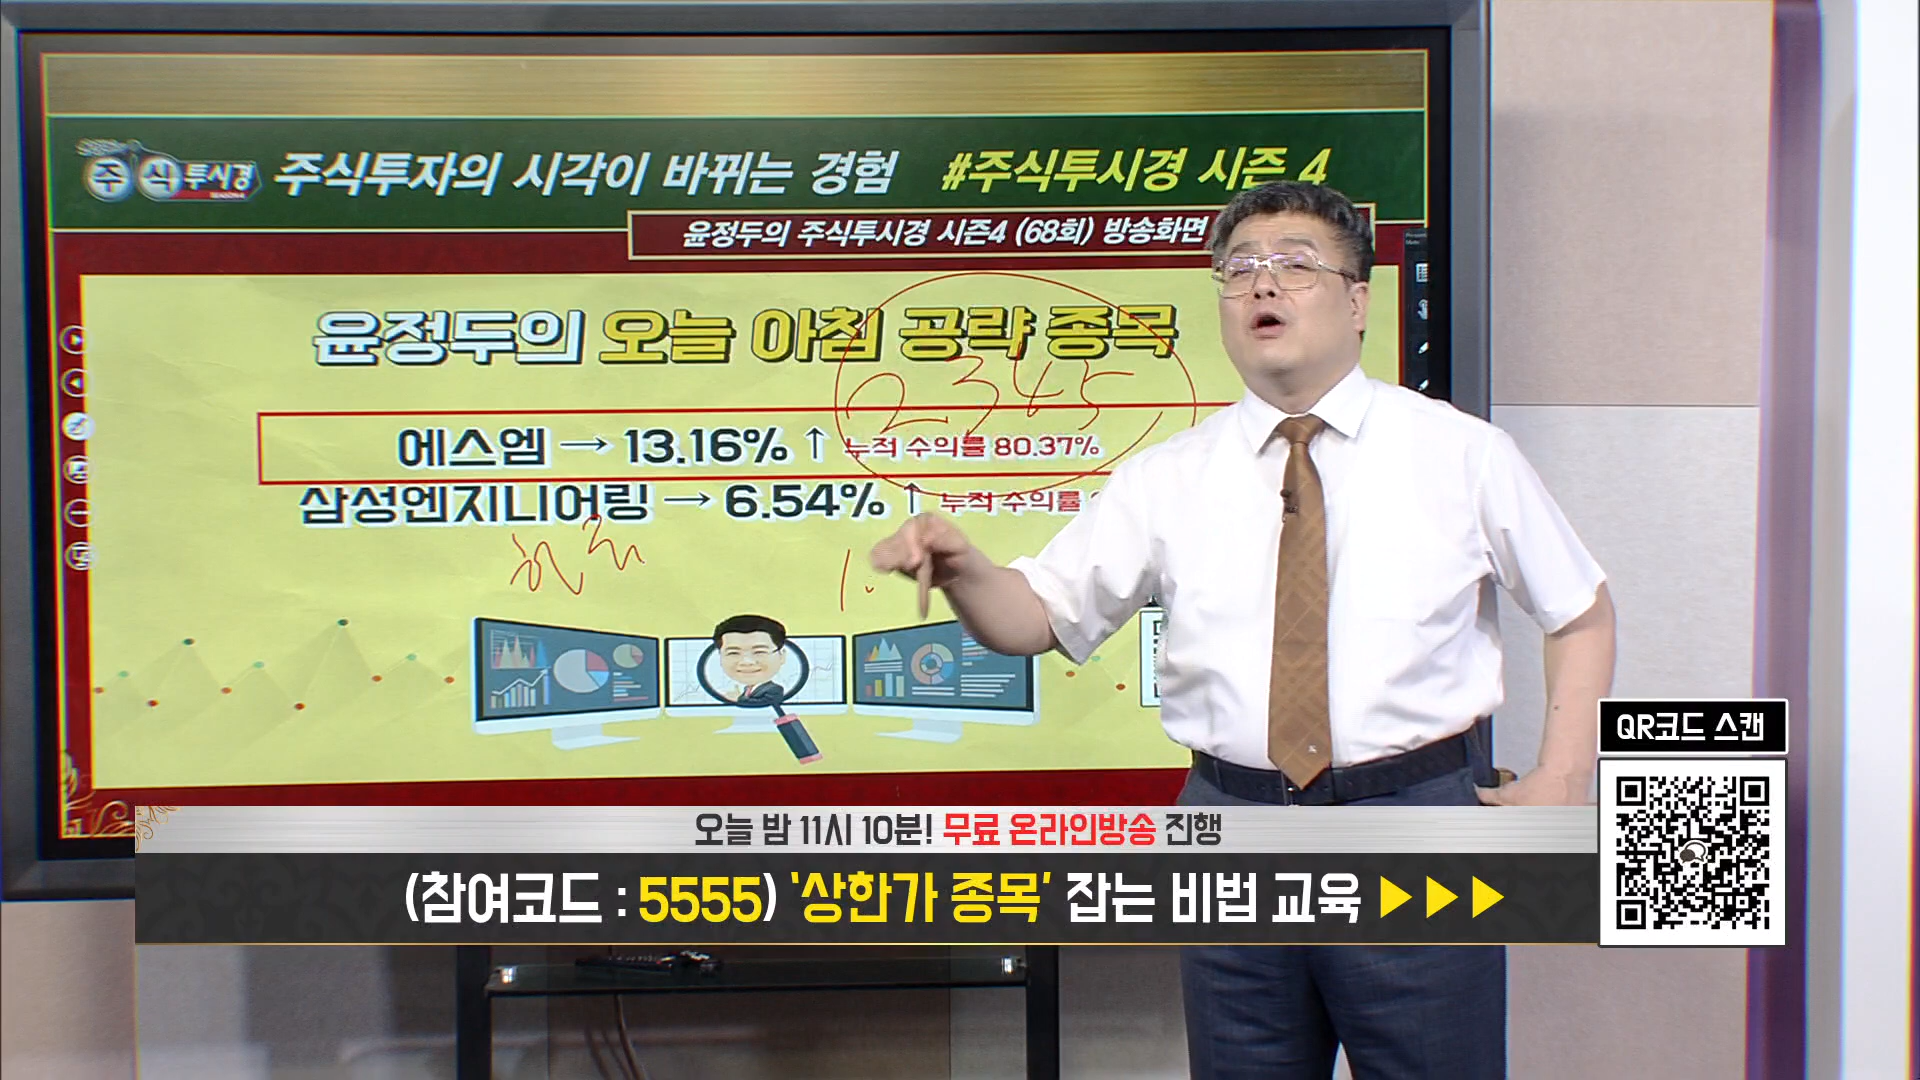 주식투시경 주식투자의 시각이 바뀌는 경험 #주식투시경 시즌 4
윤정두의 주식투시경 시즌4 (68회) 방송화면
윤정두의 오늘 아침 공략 종목
2345
에스엠 → 13.16% ↑ 누적 수익률 80.37%
삼성엔지니어링 → 6.54% ↑ 누적 수익률
QR코드 스캔
오늘 밤 11시 10분! 무료 온라인방송 진행
(참여코드 : 5555) '상한가 종목' 잡는 비법 교육 ▶▶▶